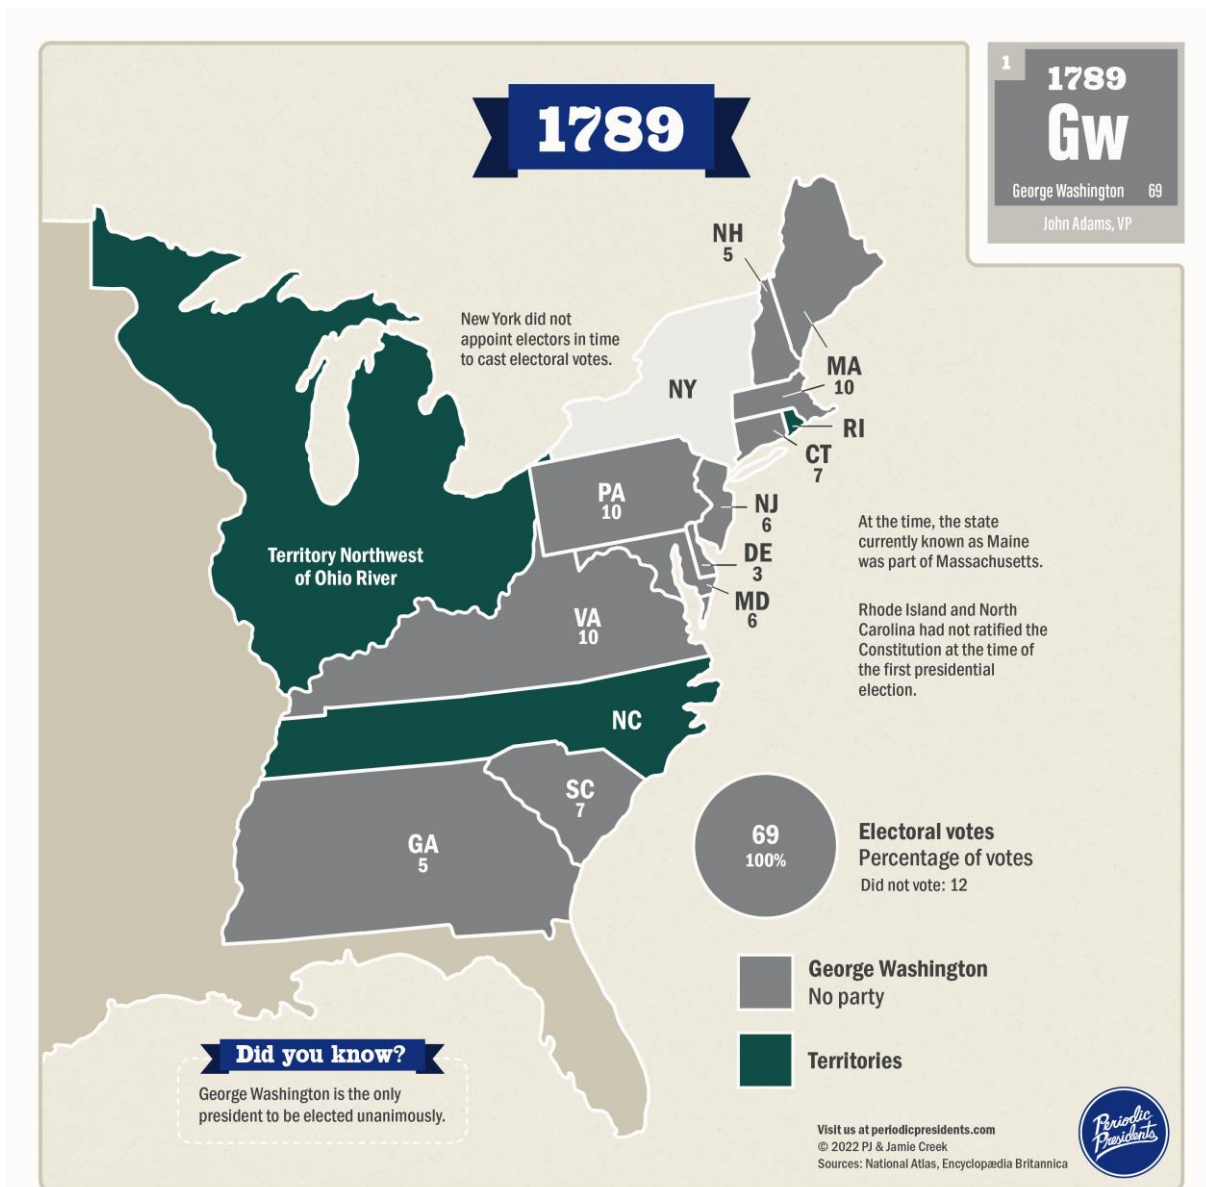 1
1789
Gw
George Washington 69
John Adams, VP
1789
NH
5
New York did not
appoint electors in time
to cast electoral votes.
MA
10
NY
RI
CT
7
PA
10
NJ
6
At the time, the state
currently known as Maine
was part of Massachusetts.
Territory Northwest
of Ohio River
DE
3
MD
6
VA
10
Rhode Island and North
Carolina had not ratified the
Constitution at the time of
the first presidential
election.
NC
SC
7
GA
5
69
100%
Electoral votes
Percentage of votes
Did not vote: 12
George Washington
No party
Territories
Did you know?
George Washington is the only
president to be elected unanimously.
Visit us at periodicpresidents.com
© 2022 PJ & Jamie Creek
Sources: National Atlas, Encyclopædia Britannica
Periodic
Presidents